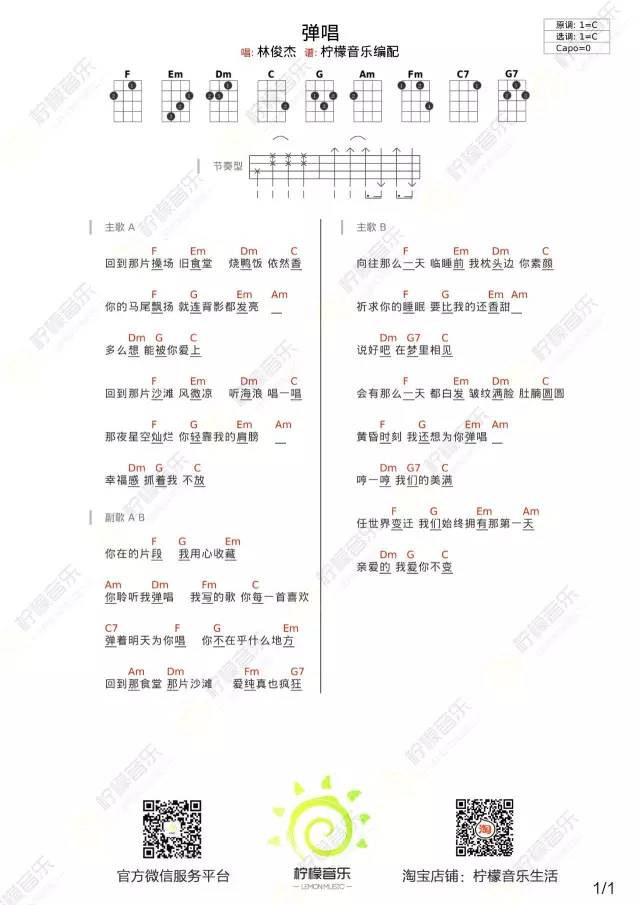 弹唱
唱: 林俊杰 谱: 柠檬音乐编配
原调: 1=C
选调: 1=C
Capo=0
F Em Dm C G Am Fm C7 G7
节奏型
主歌 A
F Em Dm C
回到那片操场 旧食堂 烧鸭饭 依然香
F G Em Am
你的马尾飘扬 就连背影都发亮
Dm G C
多么想 能被你爱上
F Em Dm C
回到那片沙滩 风微凉 听海浪 唱一唱
F G Em Am
那夜星空灿烂 你轻靠我的肩膀
Dm G C
幸福感 抓着我 不放
副歌 A B
F G Em
你在的片段 我用心收藏
Am Dm Fm C
你聆听我弹唱 我写的歌 你每一首喜欢
C7 F G Em
弹着明天为你唱 你不在乎什么地方
Am Dm Fm G7
回到那食堂 那片沙滩 爱纯真也疯狂
主歌 B
F Em Dm C
向往那么一天 临睡前 我枕头边 你素颜
F G Em Am
祈求你的睡眠 要比我的还香甜
Dm G7 C
说好吧 在梦里相见
F Em Dm C
会有那么一天 都白发 皱纹满脸 肚腩圆圆
F G Em Am
黄昏时刻 我还想为你弹唱
Dm G7 C
哼一哼 我们的美满
F G Em Am
任世界变迁 我们始终拥有那第一天
Dm G C
亲爱的 我爱你不变
官方微信服务平台
柠檬音乐
LEMON MUSIC
淘
淘宝店铺: 柠檬音乐生活
1/1